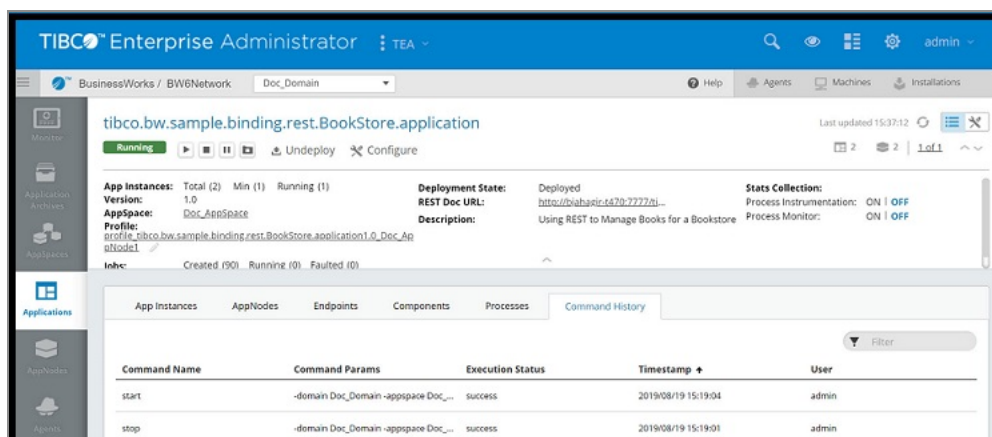 TIBCO™ Enterprise Administrator TEA admin
BusinessWorks / BW6Network Doc_Domain Help Agents Machines Installations
tibco.bw.sample.binding.rest.BookStore.application Last updated 15:37:12
Running Undeploy Configure 2 2 1 of 1
Monitor
Application Archives
AppSpaces
Applications
AppNodes
Agents
App Instances: Total (2) Min (1) Running (1)
Version: 1.0
AppSpace: Doc_AppSpace
Profile:
profile_tibco.bw.sample.binding.rest.BookStore.application1.0_Doc_Ap
pNode1
Jobs: Created (90) Running (0) Faulted (0)
Deployment State: Deployed
REST Doc URL: http://bjahagir-t470:7777/ti...
Description: Using REST to Manage Books for a Bookstore
Stats Collection:
Process Instrumentation: ON | OFF
Process Monitor: ON | OFF
App Instances AppNodes Endpoints Components Processes Command History
Filter
Command Name Command Params Execution Status Timestamp User
start -domain Doc_Domain -appspace Doc_... success 2019/08/19 15:19:04 admin
stop -domain Doc_Domain -appspace Doc_... success 2019/08/19 15:19:01 admin